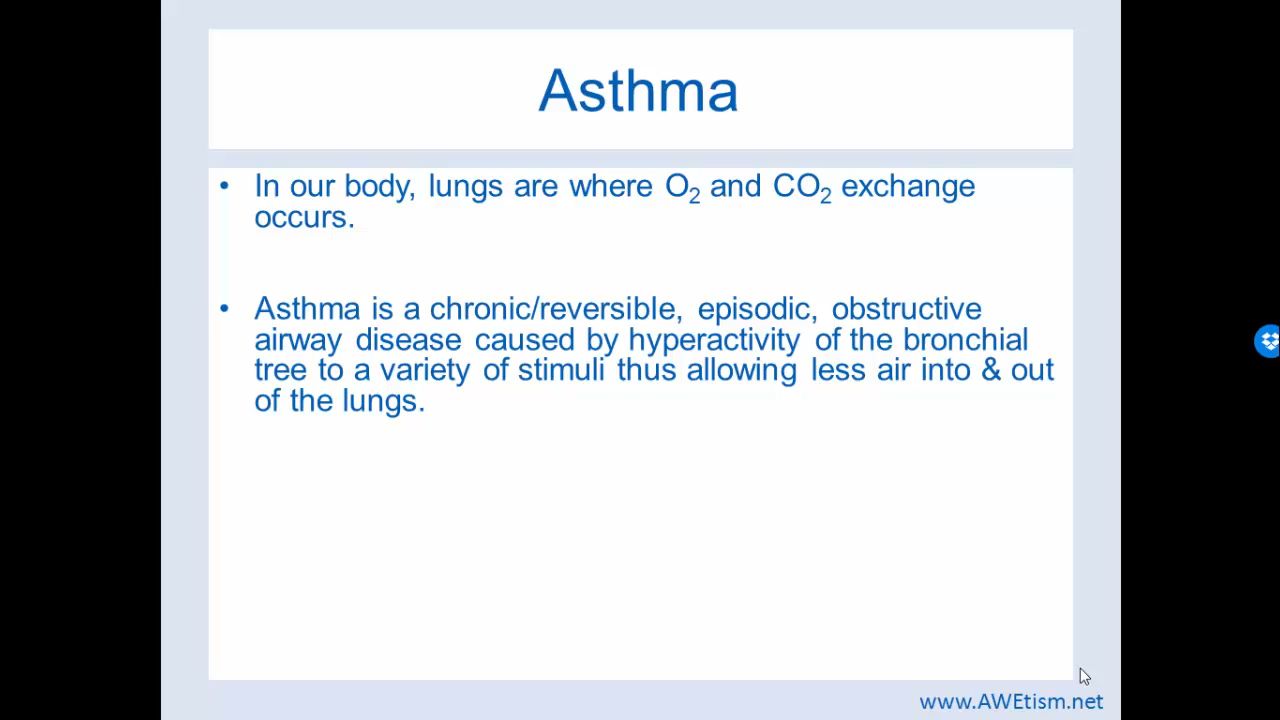 Asthma
• In our body, lungs are where O₂ and CO₂ exchange
occurs.
• Asthma is a chronic/reversible, episodic, obstructive
airway disease caused by hyperactivity of the bronchial
tree to a variety of stimuli thus allowing less air into & out
of the lungs.
www.AWEtism.net